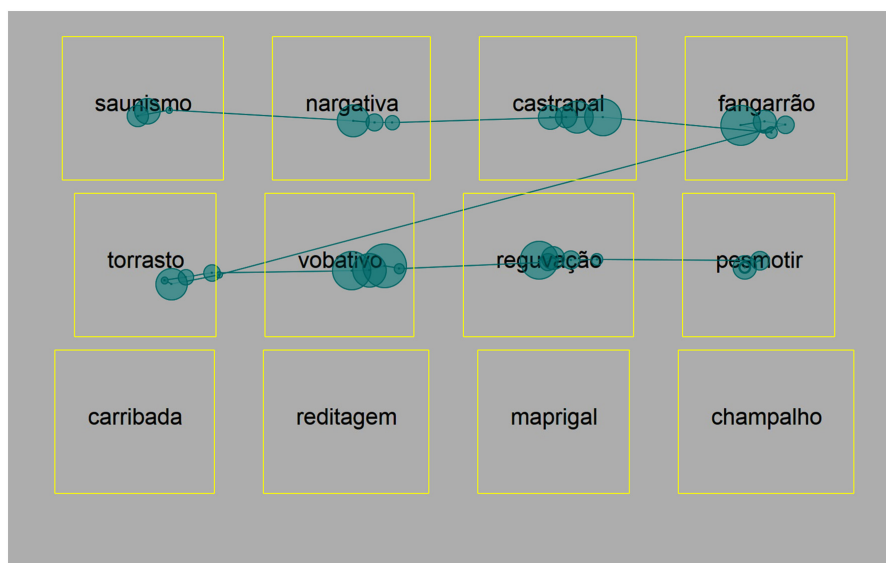 saunismo nargativa castrapal fangarrão
torrasto vobativo reguvação pesmotir
carribada reditagem maprigal champalho